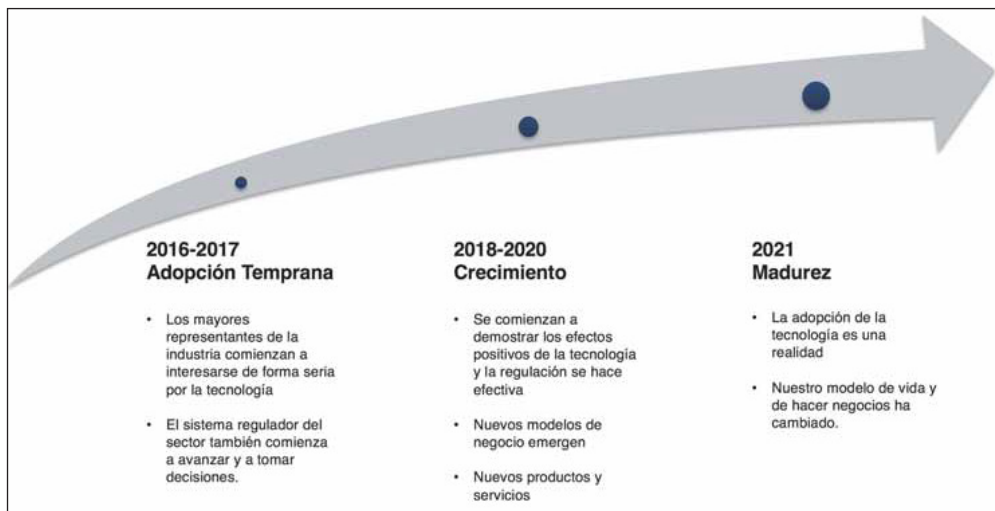 2016-2017
Adopción Temprana
• Los mayores
representantes de la
industria comienzan a
interesarse de forma seria
por la tecnología
• El sistema regulador del
sector también comienza
a avanzar y a tomar
decisiones.
2018-2020
Crecimiento
• Se comienzan a
demostrar los efectos
positivos de la tecnología
y la regulación se hace
efectiva
• Nuevos modelos de
negocio emergen
• Nuevos productos y
servicios
2021
Madurez
• La adopción de la
tecnología es una
realidad
• Nuestro modelo de vida y
de hacer negocios ha
cambiado.